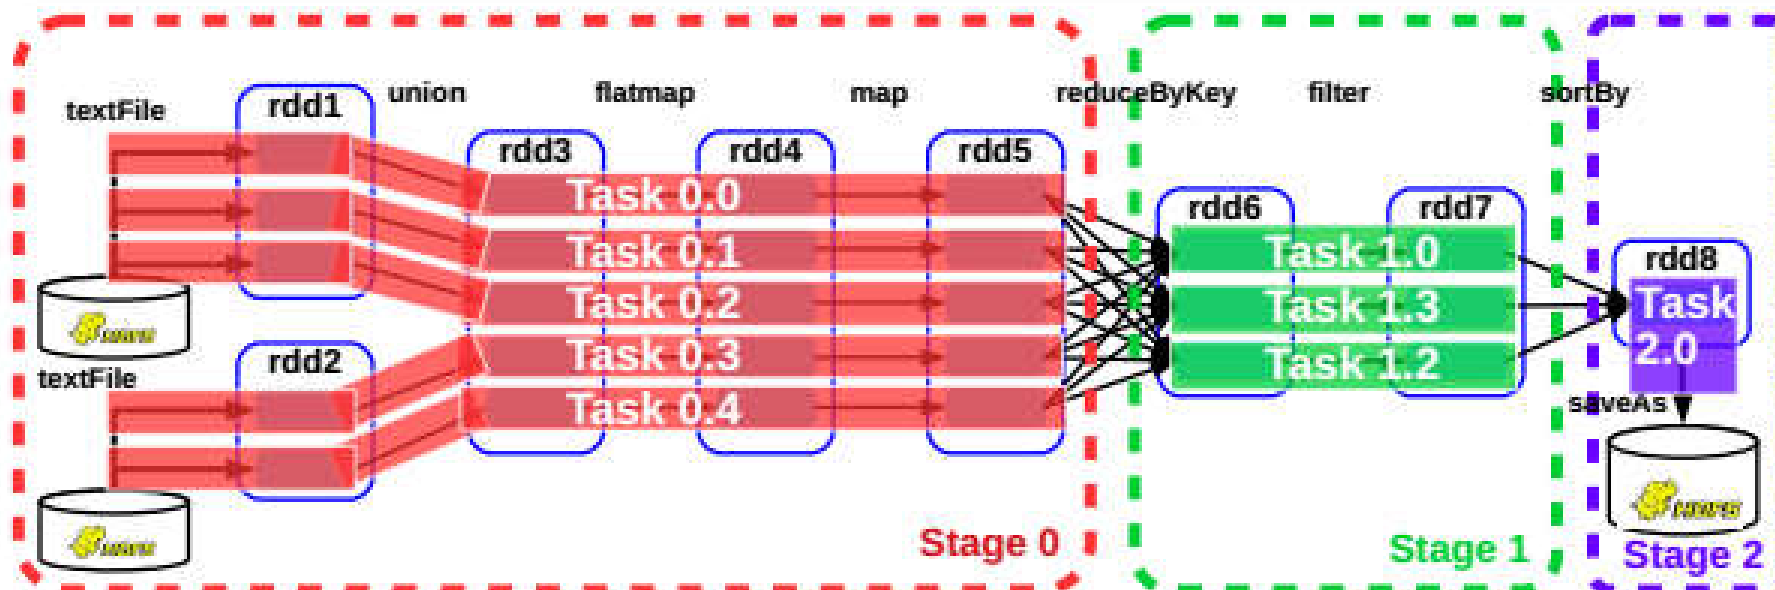 textFile
rdd1
union
flatmap
map
reduceByKey
filter
sortBy
rdd3
rdd4
rdd5
rdd6
rdd7
rdd8
Task 0.0
Task 0.1
Task 0.2
Task 0.3
Task 0.4
Task 1.0
Task 1.3
Task 1.2
Task
2.0
textFile
rdd2
saveAs
Stage 0
Stage 1
Stage 2